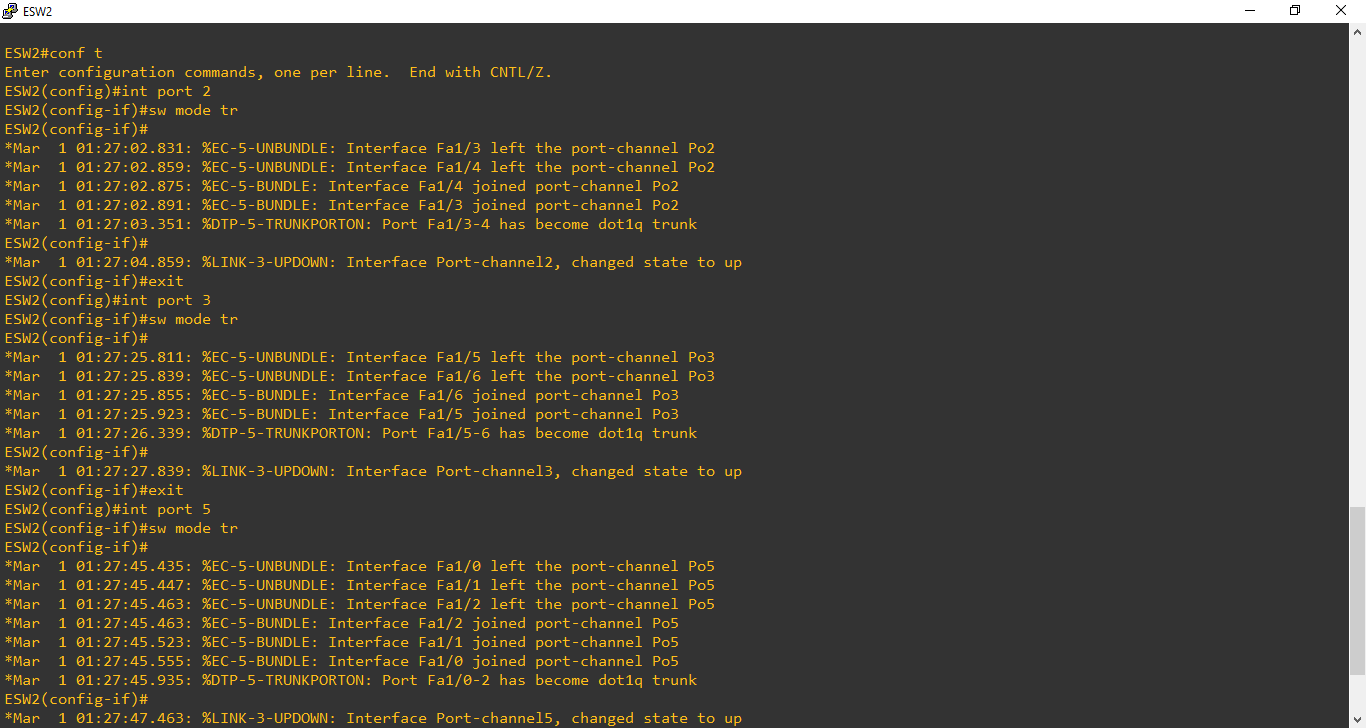 ESW2
ESW2#conf t
Enter configuration commands, one per line.  End with CNTL/Z.
ESW2(config)#int port 2
ESW2(config-if)#sw mode tr
ESW2(config-if)#
*Mar  1 01:27:02.831: %EC-5-UNBUNDLE: Interface Fa1/3 left the port-channel Po2
*Mar  1 01:27:02.859: %EC-5-UNBUNDLE: Interface Fa1/4 left the port-channel Po2
*Mar  1 01:27:02.875: %EC-5-BUNDLE: Interface Fa1/4 joined port-channel Po2
*Mar  1 01:27:02.891: %EC-5-BUNDLE: Interface Fa1/3 joined port-channel Po2
*Mar  1 01:27:03.351: %DTP-5-TRUNKPORTON: Port Fa1/3-4 has become dot1q trunk
ESW2(config-if)#
*Mar  1 01:27:04.859: %LINK-3-UPDOWN: Interface Port-channel2, changed state to up
ESW2(config-if)#exit
ESW2(config)#int port 3
ESW2(config-if)#sw mode tr
ESW2(config-if)#
*Mar  1 01:27:25.811: %EC-5-UNBUNDLE: Interface Fa1/5 left the port-channel Po3
*Mar  1 01:27:25.839: %EC-5-UNBUNDLE: Interface Fa1/6 left the port-channel Po3
*Mar  1 01:27:25.855: %EC-5-BUNDLE: Interface Fa1/6 joined port-channel Po3
*Mar  1 01:27:25.923: %EC-5-BUNDLE: Interface Fa1/5 joined port-channel Po3
*Mar  1 01:27:26.339: %DTP-5-TRUNKPORTON: Port Fa1/5-6 has become dot1q trunk
ESW2(config-if)#
*Mar  1 01:27:27.839: %LINK-3-UPDOWN: Interface Port-channel3, changed state to up
ESW2(config-if)#exit
ESW2(config)#int port 5
ESW2(config-if)#sw mode tr
ESW2(config-if)#
*Mar  1 01:27:45.435: %EC-5-UNBUNDLE: Interface Fa1/0 left the port-channel Po5
*Mar  1 01:27:45.447: %EC-5-UNBUNDLE: Interface Fa1/1 left the port-channel Po5
*Mar  1 01:27:45.463: %EC-5-UNBUNDLE: Interface Fa1/2 left the port-channel Po5
*Mar  1 01:27:45.463: %EC-5-BUNDLE: Interface Fa1/2 joined port-channel Po5
*Mar  1 01:27:45.523: %EC-5-BUNDLE: Interface Fa1/1 joined port-channel Po5
*Mar  1 01:27:45.555: %EC-5-BUNDLE: Interface Fa1/0 joined port-channel Po5
*Mar  1 01:27:45.935: %DTP-5-TRUNKPORTON: Port Fa1/0-2 has become dot1q trunk
ESW2(config-if)#
*Mar  1 01:27:47.463: %LINK-3-UPDOWN: Interface Port-channel5, changed state to up